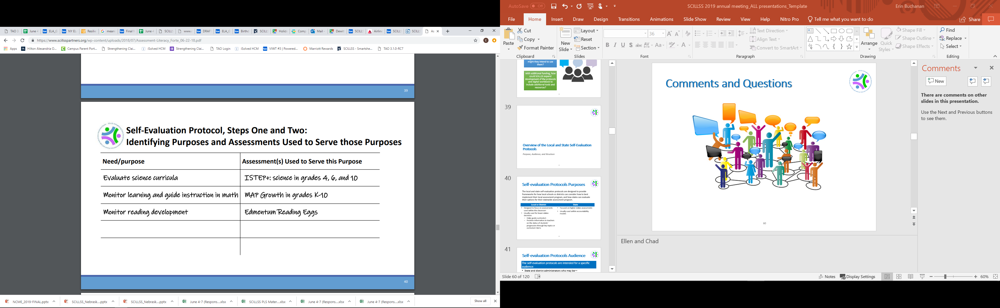 TAO 3.
June 4
ELA_G
NY EL
Resilie
meani
Final
June 4
SCILLS
www.
DRAF
ELA_G
Birthd
SCILLS
Holid
Comp
Mail -
Dewit
SCILLS
Airline
SCILLS
SCILLS
As
https://www.scillsspartners.org/wp-content/uploads/2018/07/Assessment-Literacy_Forte_06-22-18.pdf
Apps
Hilton Alexandria O...
Campus Parent Port...
Strengthening Clai...
iSolved HCM
Strengthening Clai...
TAO Login
iSolved HCM
VIWT #3 | Powered...
Marriott Rewards
SCILLSS - Smartshe...
TAO 3.1.0-RC7
39
Self-Evaluation Protocol, Steps One and Two:
Identifying Purposes and Assessments Used to Serve those Purposes
Need/purpose
Assessment(s) Used to Serve this Purpose
Evaluate science curricula
ISTEP+: science in grades 4, 6, and 10
Monitor learning and guide instruction in math
MAP Growth in grades K-10
Monitor reading development
Edmentum Reading Eggs
40
NCME_2019-FINAL.pptx
SCILLSS_Nebrask....pptx
SCILLSS_Nebrask....pptx
June 4-7 (Respons....xlsx
SCILLSS PLS Mater....xlsx
June 4-7 (Respons....xlsx
June 4-7 (Respons....xlsx
Show all
AutoSave Off
SCILLSS 2019 annual meeting_ALL presentations_Template
Erin Buchanan
File
Home
Insert
Draw
Design
Transitions
Animations
Slide Show
Review
View
Help
Nitro Pro
Tell me what you want to do
Share
Paste
Cut
Copy
Format Painter
Clipboard
New
Slide
Layout
Reset
Section
Slides
36
Font
Text Direction
Align Text
Convert to SmartArt
Paragraph
Arrange
Quick
Styles
Shape Fill
Shape Outline
Shape Effects
Drawing
Find
Replace
Select
Editing
might they intend to use
them?
With additional funding, how
could SCILLSS expand
development of the protocols
and digital workbook to
include additional tools and
resources?
39
Overview of the Local and State Self-Evaluation
Protocols
Purpose, Audience, and Structure
40
Self-evaluation Protocols Purposes
The local and state self-evaluation protocols are designed to provide
frameworks for how local schools or districts can consider how to best
implement their local assessment program, and how states can evaluate
their options for their statewide assessment program.
Local or District
State
• Designed to focus on assessments
used within the classroom
• Usually used for lower-stakes
decisions
– Helps guide curriculum
– Provides information to teachers
on the status of students'
progression through key topics or
curriculum items
• Focused on higher-stakes assessments
• Usually used within accountability
models
41
Self-evaluation Protocols Audience
The self-evaluation protocols are intended for a specific
audience:
• State and district administrators who may be—
Comments and Questions
60
Ellen and Chad
Comments
New
There are comments on other
slides in this presentation.
Use the Next and Previous buttons
to see them.
Slide 60 of 120
Notes
Display Settings
60%